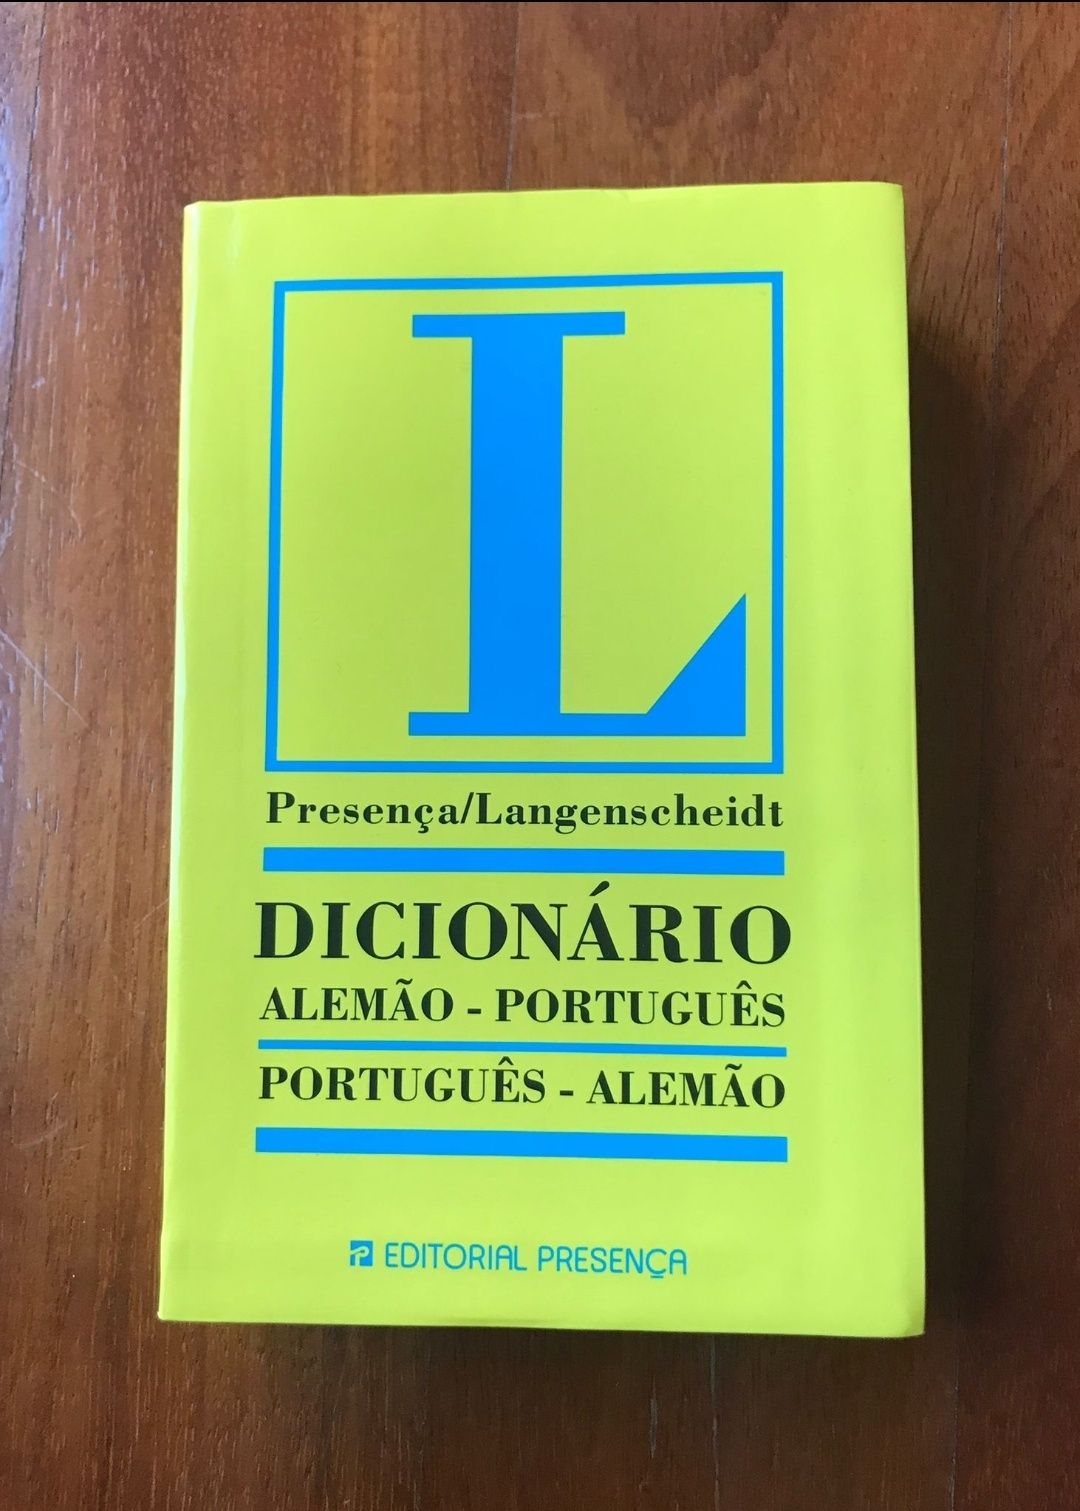 L
Presença/Langenscheidt
DICIONÁRIO
ALEMÃO - PORTUGUÊS
PORTUGUÊS - ALEMÃO
EDITORIAL PRESENÇA